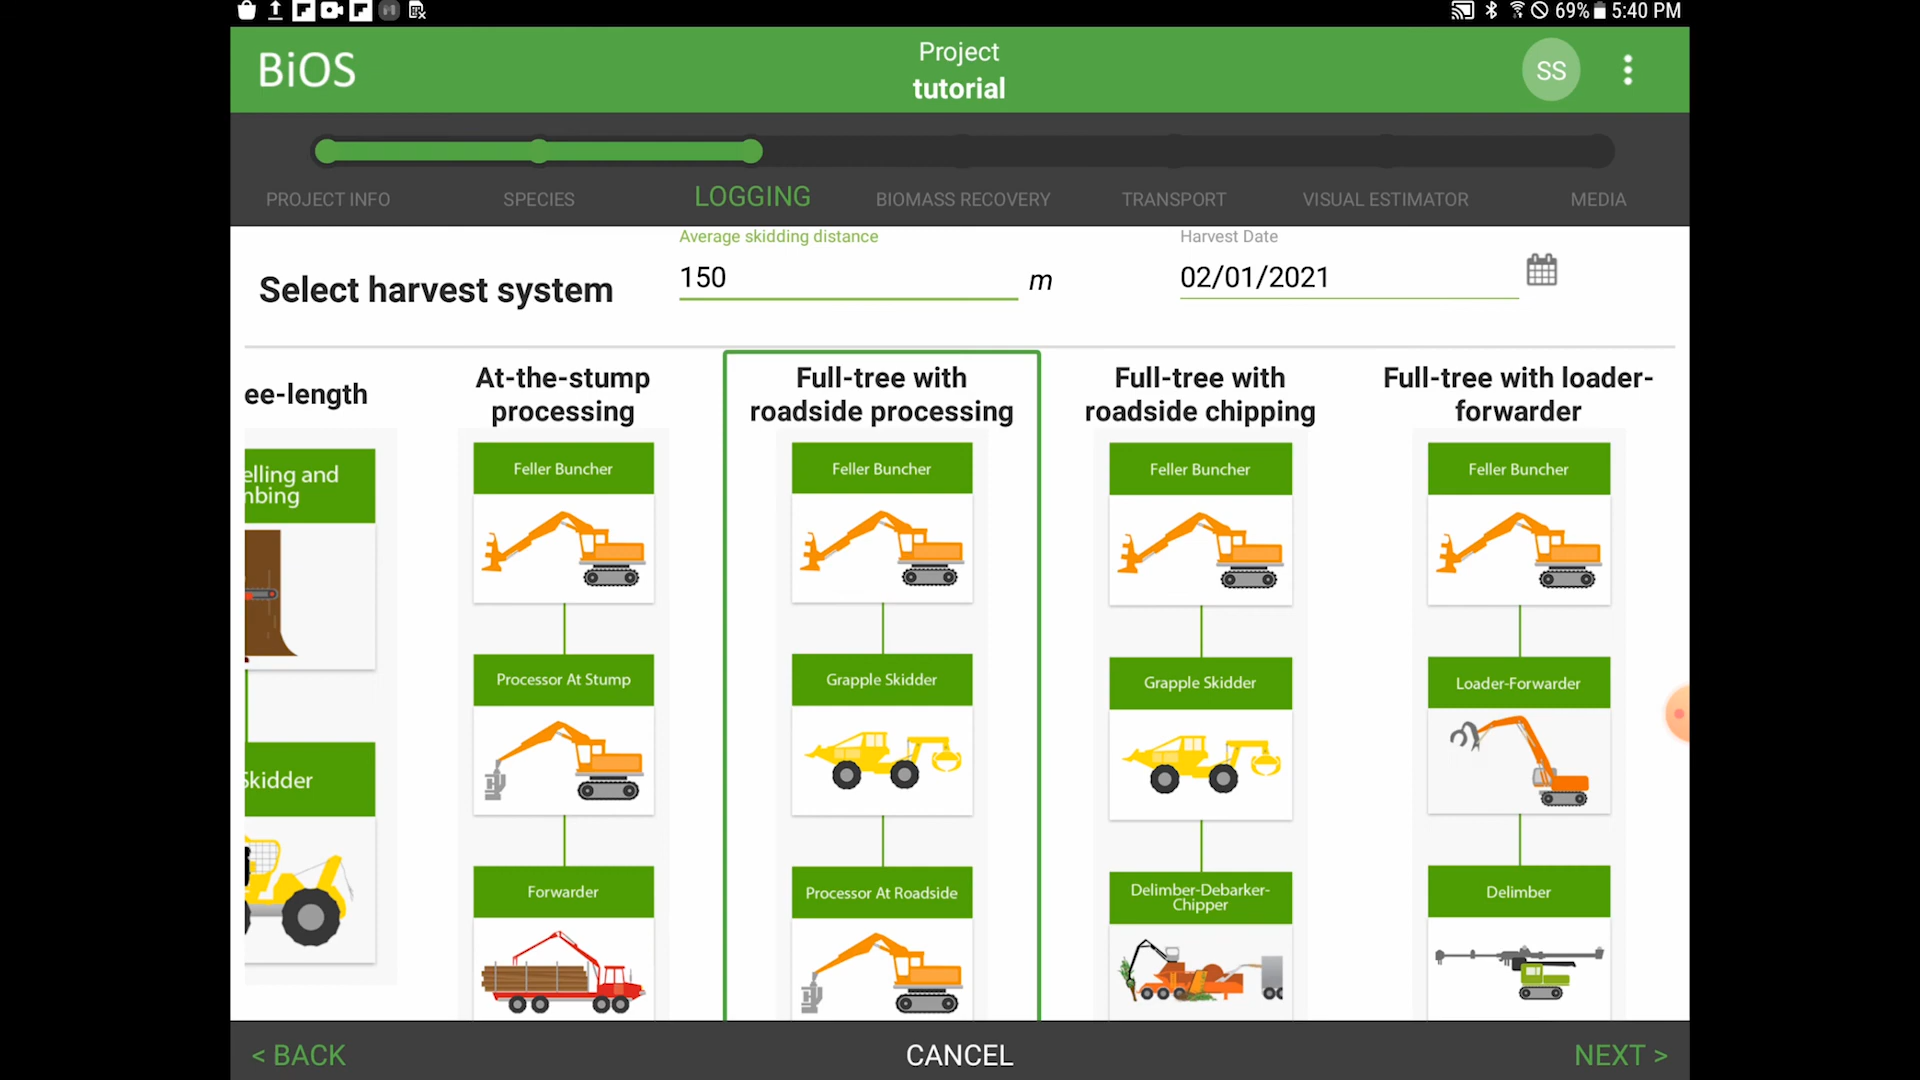 69% 5:40 PM
BiOS
Project
tutorial
SS
PROJECT INFO
SPECIES
LOGGING
BIOMASS RECOVERY
TRANSPORT
VISUAL ESTIMATOR
MEDIA
Select harvest system
Average skidding distance
150 m
Harvest Date
02/01/2021
ee-length
elling and
nbing
Skidder
At-the-stump
processing
Feller Buncher
Processor At Stump
Forwarder
Full-tree with
roadside processing
Feller Buncher
Grapple Skidder
Processor At Roadside
Full-tree with
roadside chipping
Feller Buncher
Grapple Skidder
Delimber-Debarker-
Chipper
Full-tree with loader-
forwarder
Feller Buncher
Loader-Forwarder
Delimber
< BACK
CANCEL
NEXT >